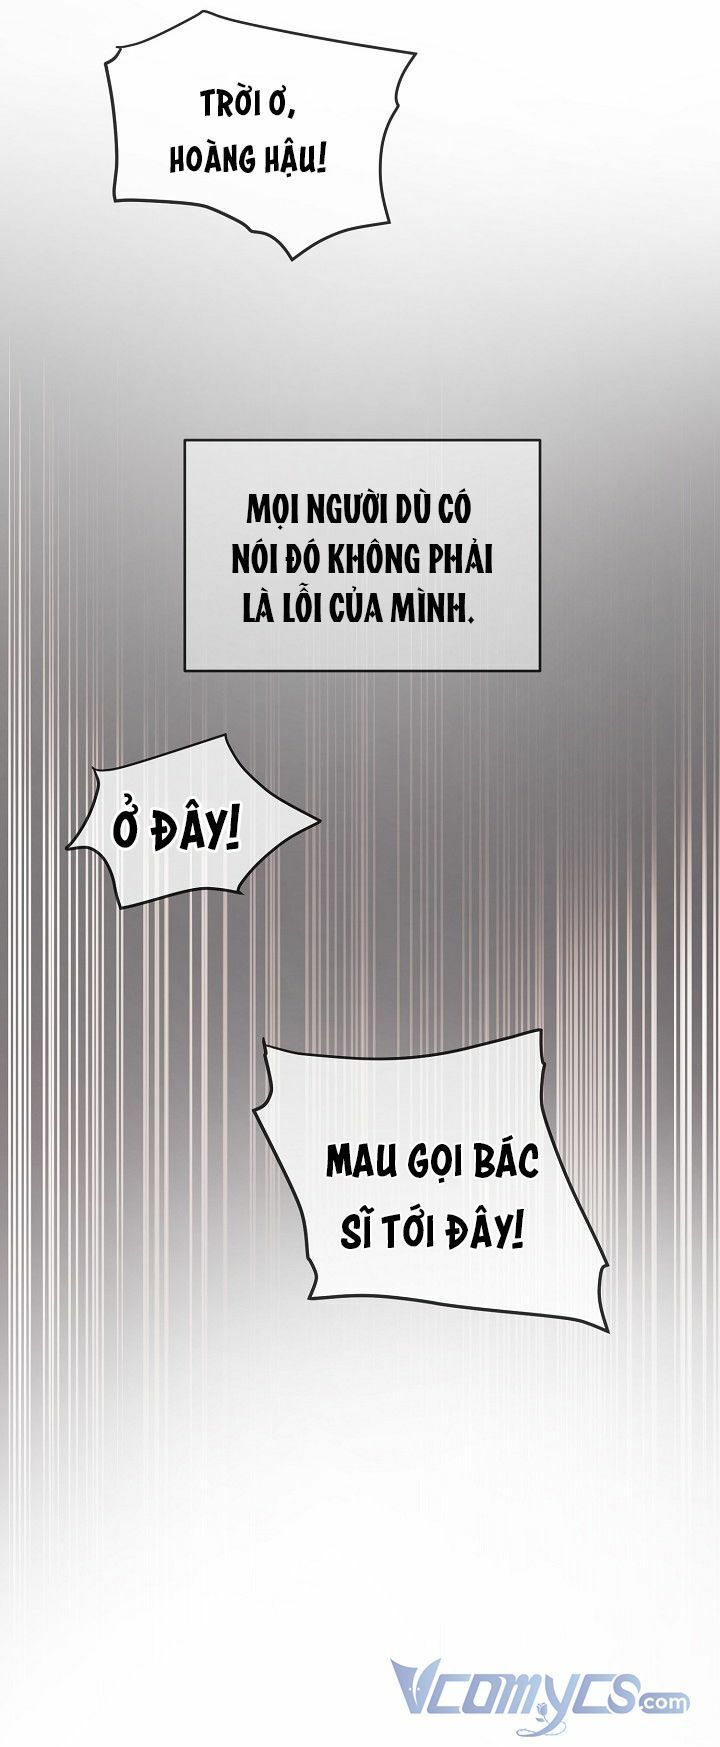 TRỜI Ơ,
HOÀNG HẬU!
MỌI NGƯỜI DÙ CÓ
NÓI ĐÓ KHÔNG PHẢI
LÀ LỖI CỦA MÌNH.
Ở ĐÂY!
MAU GỌI BÁC
SĨ TỚI ĐÂY!
VCOMYCS.com